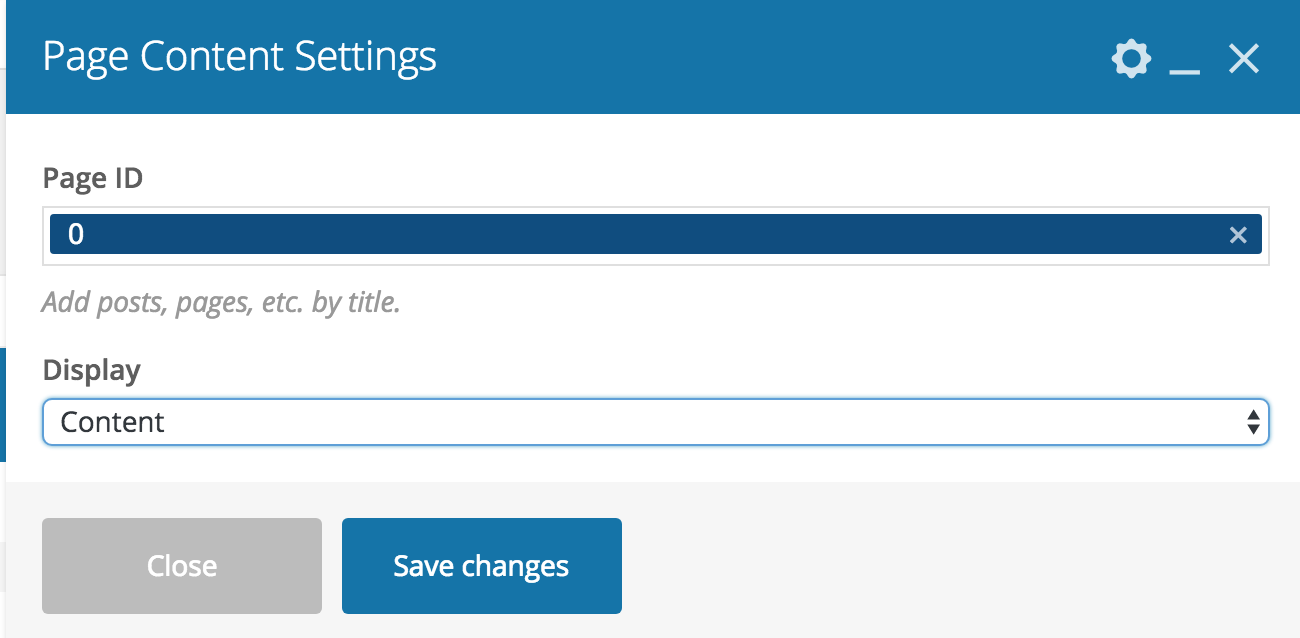 Page Content Settings
Page ID
0
Add posts, pages, etc. by title.
Display
Content
Close
Save changes